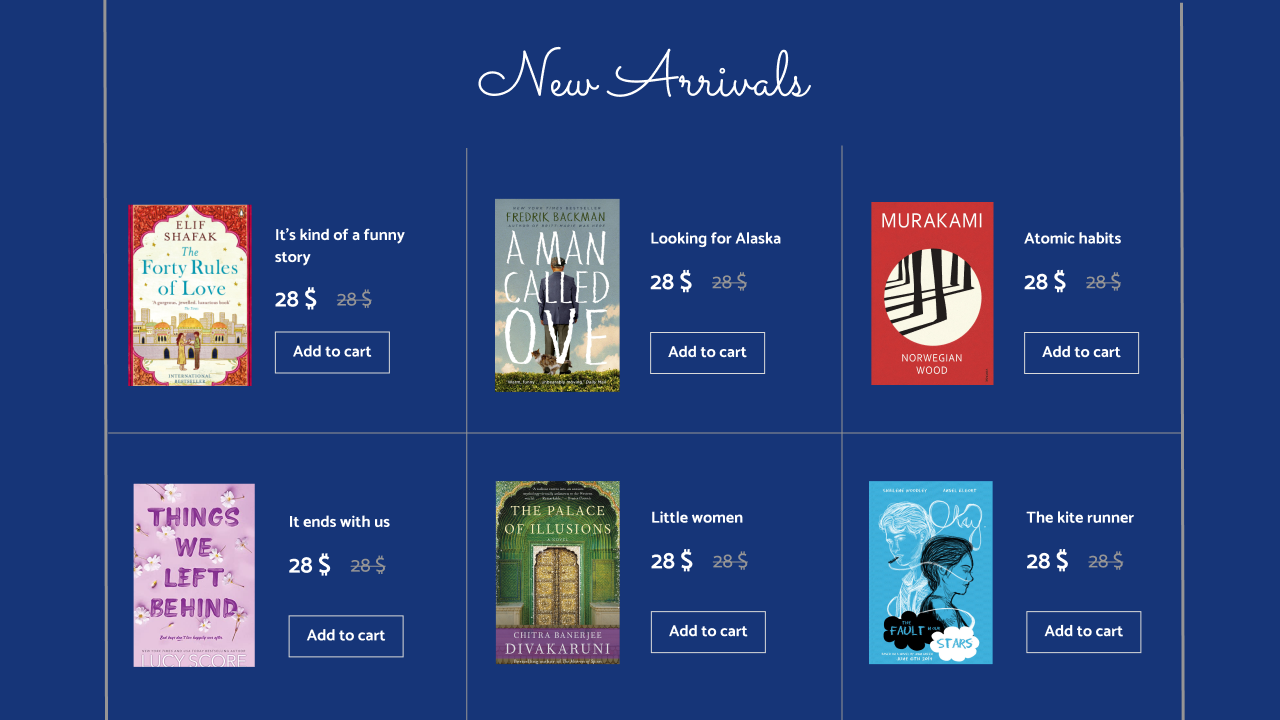 New Arrivals
ELIF
SHAFAK
The
Forty Rules
of Love
'A gorgeous, jewelled, luxurious book'
The Times
INTERNATIONAL
BESTSELLER
It's kind of a funny
story
28 $ 28 $
Add to cart
NEW YORK TIMES BESTSELLER
FREDRIK BACKMAN
A MAN
CALLED
OVE
Looking for Alaska
28 $ 28 $
Add to cart
MURAKAMI
NORWEGIAN
WOOD
Atomic habits
28 $ 28 $
Add to cart
THINGS
WE
LEFT
BEHIND
LUCY SCORE
It ends with us
28 $ 28 $
Add to cart
THE PALACE
OF ILLUSIONS
A NOVEL
CHITRA BANERJEE
DIVAKARUNI
Little women
28 $ 28 $
Add to cart
SHAILENE WOODLEY ANSEL ELGORT
Okay.
THE
FAULT IN OUR
STARS
The kite runner
28 $ 28 $
Add to cart